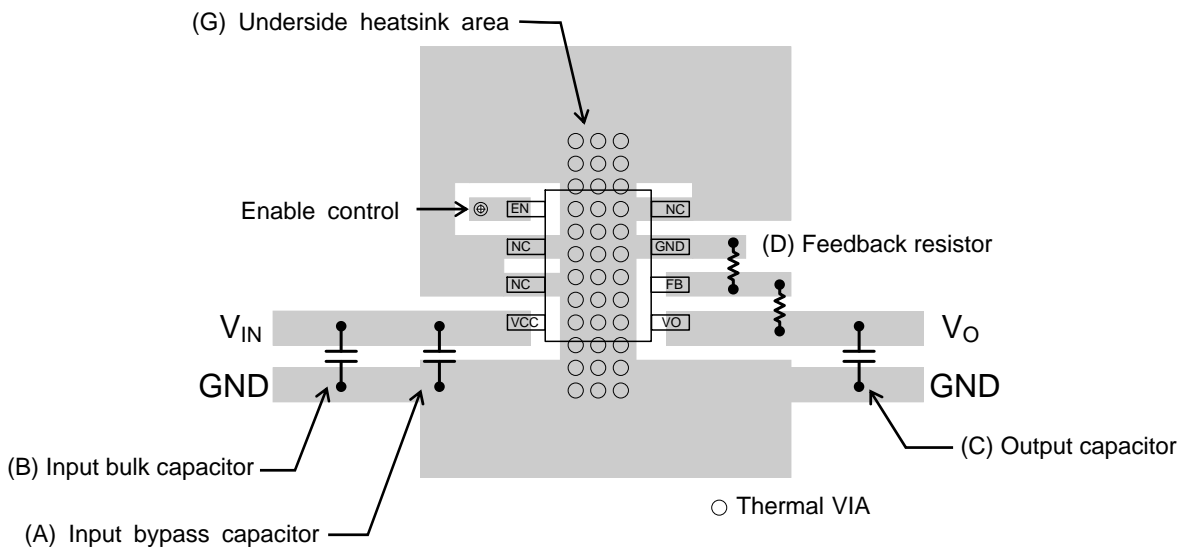 (G) Underside heatsink area
Enable control
EN
NC
NC
GND
(D) Feedback resistor
NC
FB
VCC
VO
VIN
VO
GND
GND
(B) Input bulk capacitor
(C) Output capacitor
(A) Input bypass capacitor
Thermal VIA